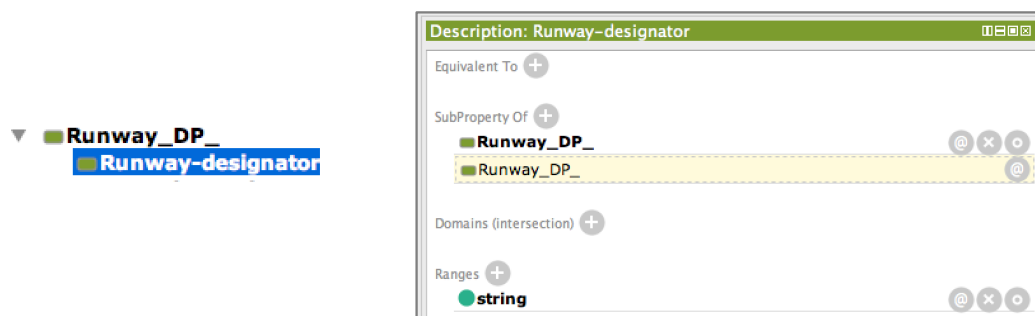 Runway_DP_
Runway-designator
Description: Runway-designator
Equivalent To
SubProperty Of
Runway_DP_
Runway_DP_
Domains (intersection)
Ranges
string